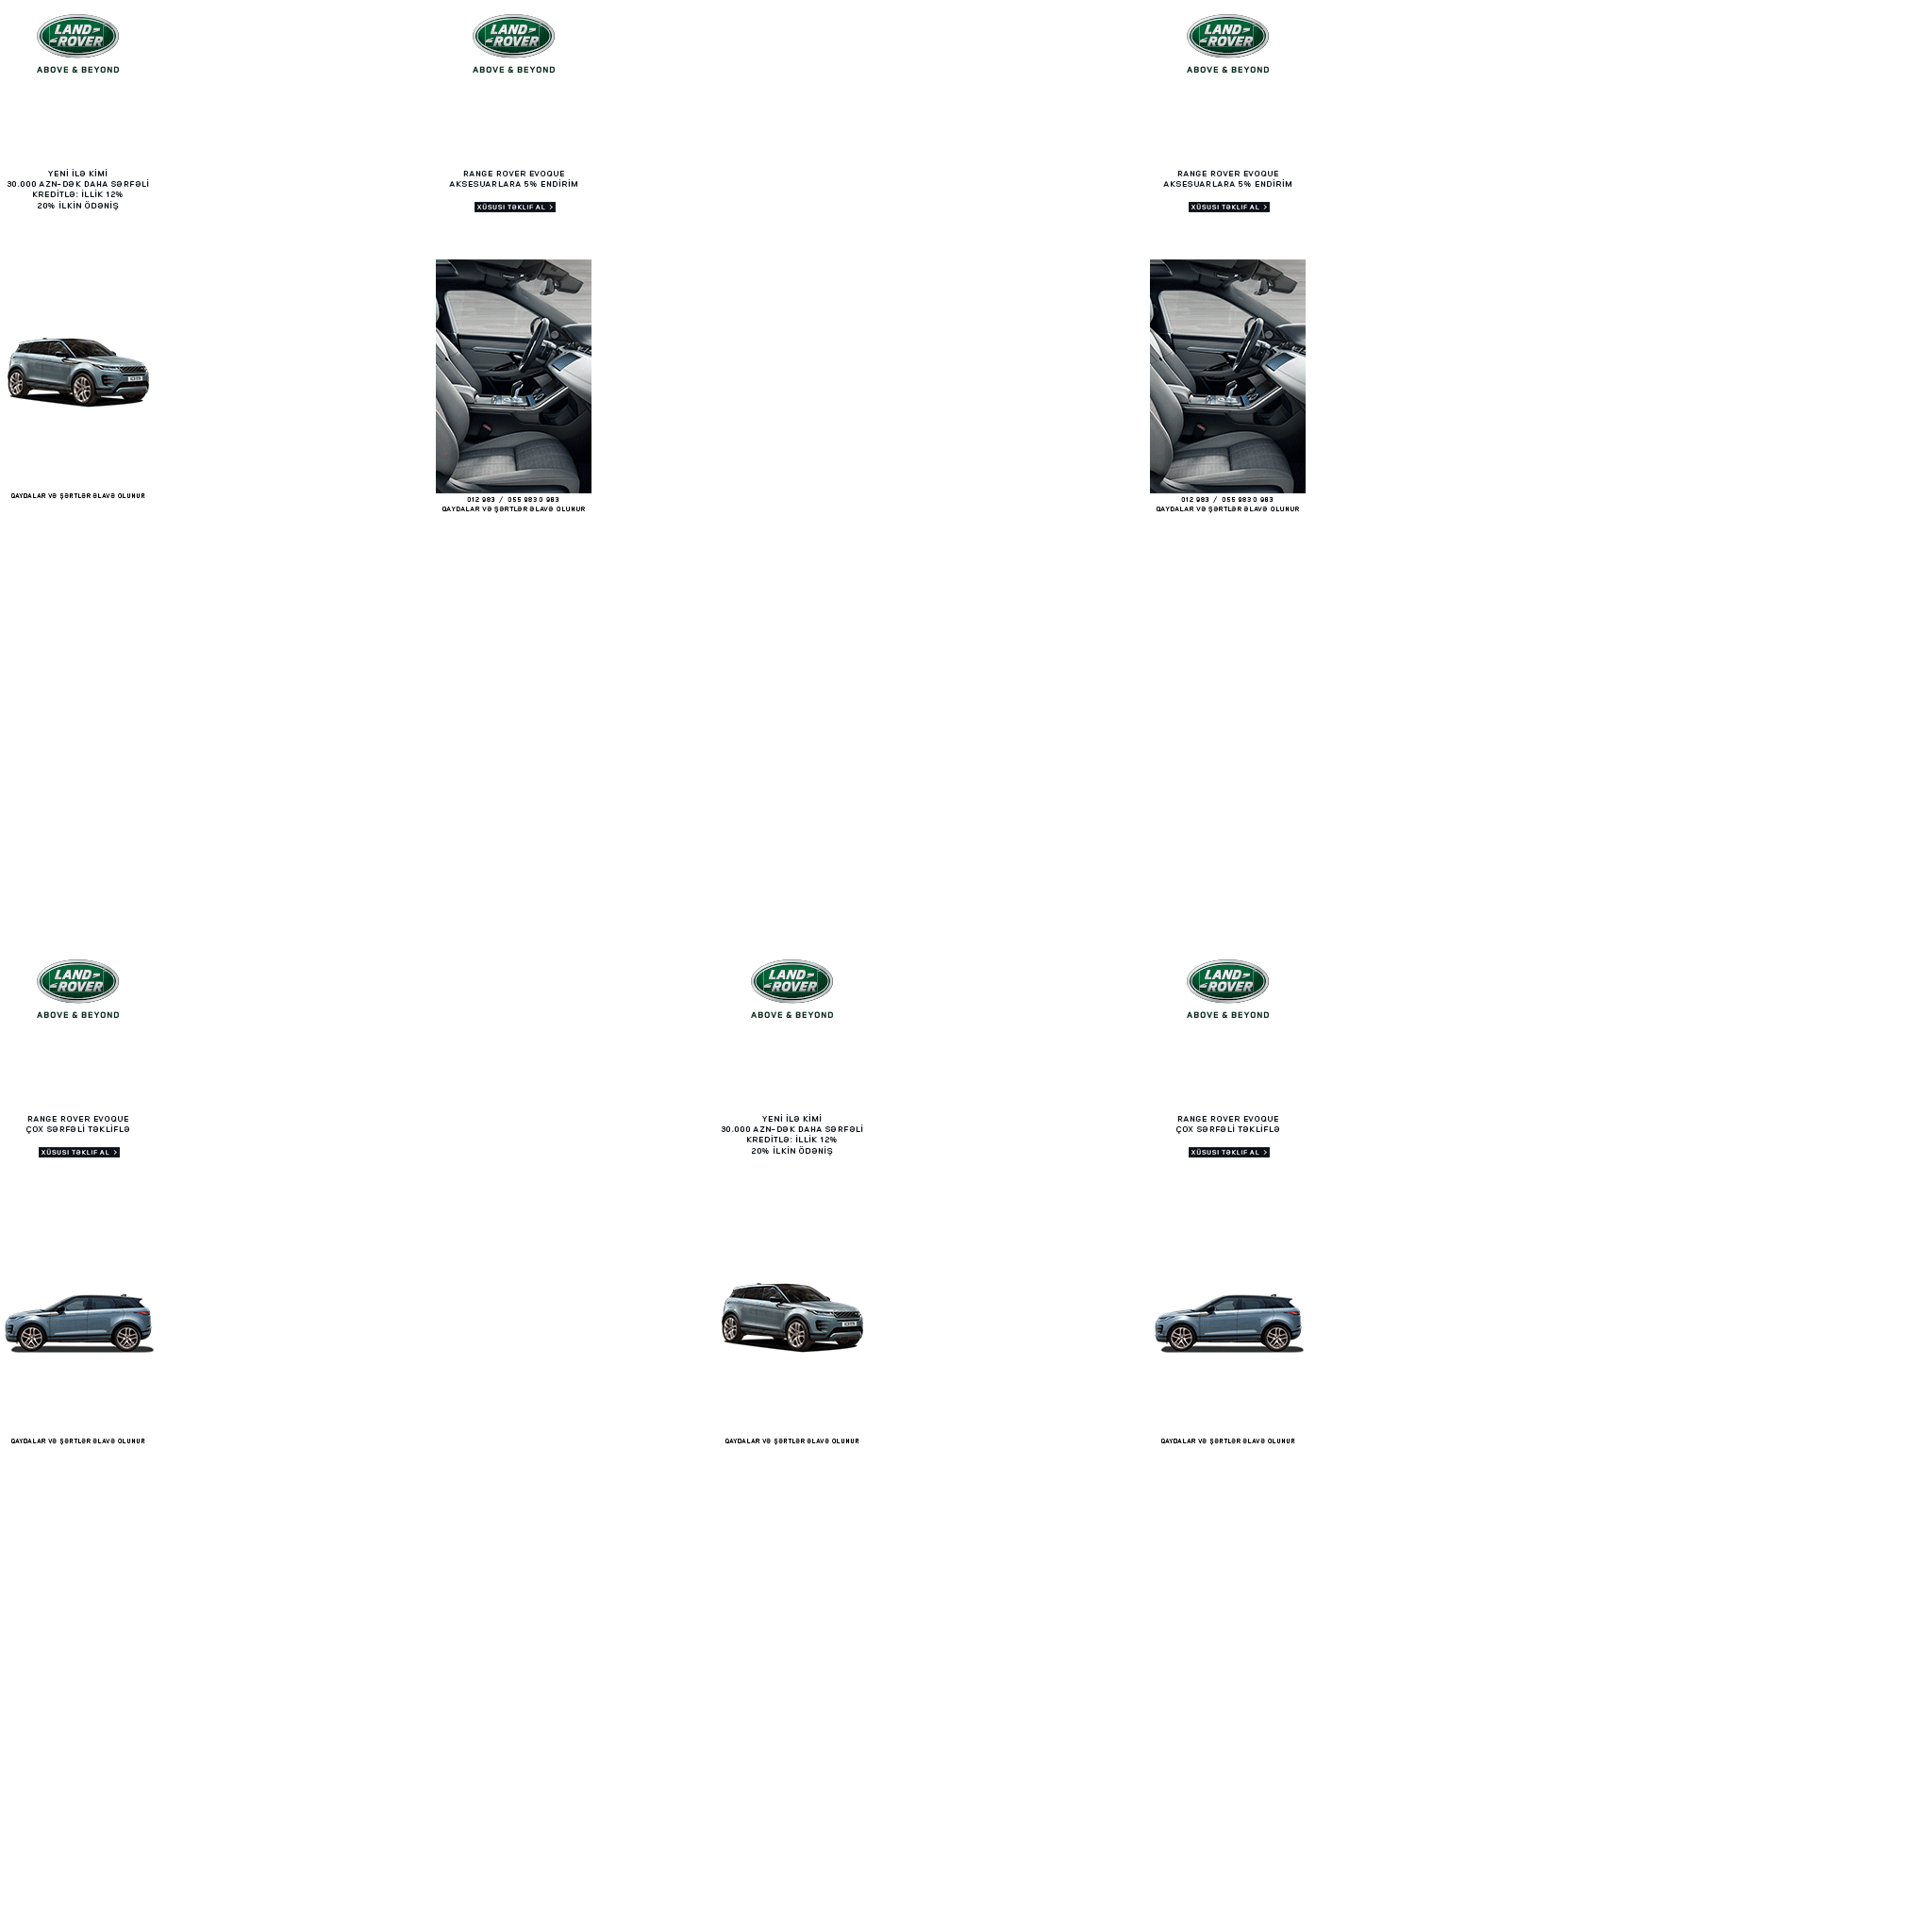 LAND ROVER
ABOVE & BEYOND
YENİ İLƏ KİMİ
30.000 AZN-DƏK DAHA SƏRFƏLİ
KREDİTLƏ: İLLİK 12%
20% İLKİN ÖDƏNİŞ
QAYDALAR VƏ ŞƏRTLƏR ƏLAVƏ OLUNUR
LAND ROVER
ABOVE & BEYOND
RANGE ROVER EVOQUE
AKSESUARLARA 5% ENDİRİM
XÜSUSI TƏKLIF AL >
012 983 / 055 983 0 983
QAYDALAR VƏ ŞƏRTLƏR ƏLAVƏ OLUNUR
LAND ROVER
ABOVE & BEYOND
RANGE ROVER EVOQUE
AKSESUARLARA 5% ENDİRİM
XÜSUSI TƏKLIF AL >
012 983 / 055 983 0 983
QAYDALAR VƏ ŞƏRTLƏR ƏLAVƏ OLUNUR
LAND ROVER
ABOVE & BEYOND
RANGE ROVER EVOQUE
ÇOX SƏRFƏLİ TƏKLİFLƏ
XÜSUSI TƏKLIF AL >
QAYDALAR VƏ ŞƏRTLƏR ƏLAVƏ OLUNUR
LAND ROVER
ABOVE & BEYOND
YENİ İLƏ KİMİ
30.000 AZN-DƏK DAHA SƏRFƏLİ
KREDİTLƏ: İLLİK 12%
20% İLKİN ÖDƏNİŞ
QAYDALAR VƏ ŞƏRTLƏR ƏLAVƏ OLUNUR
LAND ROVER
ABOVE & BEYOND
RANGE ROVER EVOQUE
ÇOX SƏRFƏLİ TƏKLİFLƏ
XÜSUSI TƏKLIF AL >
QAYDALAR VƏ ŞƏRTLƏR ƏLAVƏ OLUNUR